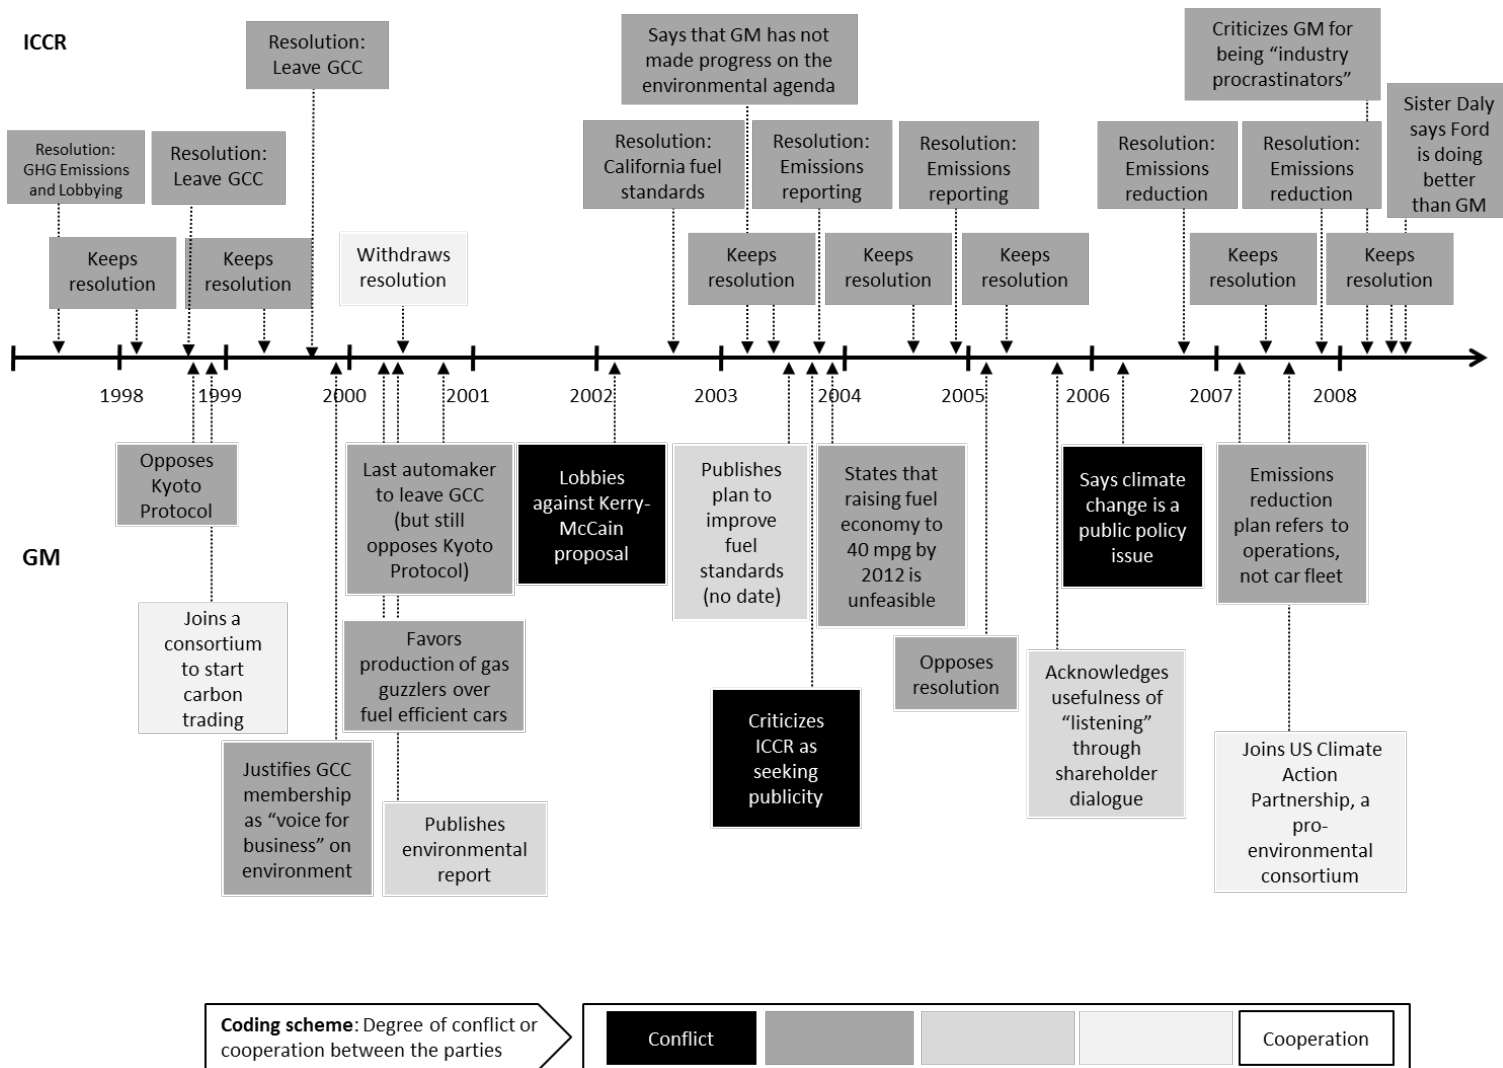 ICCR
Resolution:
Leave GCC
Says that GM has not
made progress on the
environmental agenda
Criticizes GM for
being “industry
procrastinators”
Resolution:
GHG Emissions
and Lobbying
Resolution:
Leave GCC
Resolution:
California fuel
standards
Resolution:
Emissions
reporting
Resolution:
Emissions
reporting
Resolution:
Emissions
reduction
Resolution:
Emissions
reduction
Sister Daly
says Ford
is doing
better
than GM
Keeps
resolution
Keeps
resolution
Withdraws
resolution
Keeps
resolution
Keeps
resolution
Keeps
resolution
Keeps
resolution
Keeps
resolution
1998
1999
2000
2001
2002
2003
2004
2005
2006
2007
2008
GM
Opposes
Kyoto
Protocol
Joins a
consortium
to start
carbon
trading
Justifies GCC
membership
as “voice for
business” on
environment
Last automaker
to leave GCC
(but still
opposes Kyoto
Protocol)
Favors
production of gas
guzzlers over
fuel efficient cars
Publishes
environmental
report
Lobbies
against Kerry-
McCain
proposal
Publishes
plan to
improve
fuel
standards
(no date)
Criticizes
ICCR as
seeking
publicity
States that
raising fuel
economy to
40 mpg by
2012 is
unfeasible
Opposes
resolution
Acknowledges
usefulness of
“listening”
through
shareholder
dialogue
Says climate
change is a
public policy
issue
Emissions
reduction
plan refers to
operations,
not car fleet
Joins US Climate
Action
Partnership, a
pro-
environmental
consortium
Coding scheme: Degree of conflict or
cooperation between the parties
Conflict
Cooperation